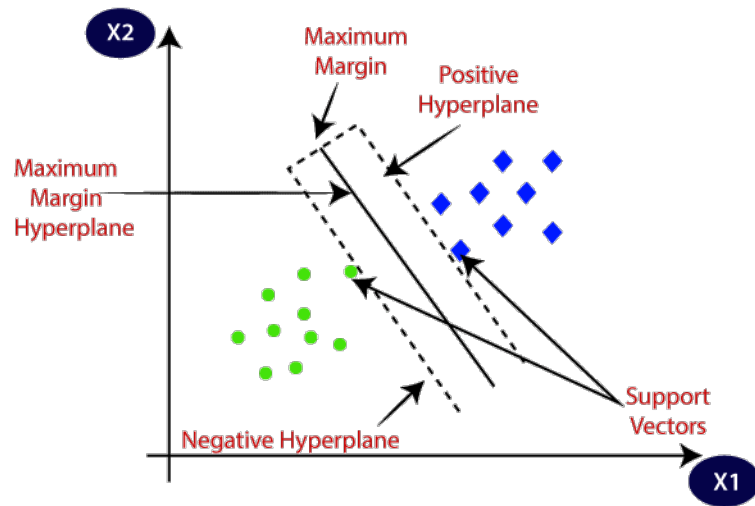 X2
Maximum
Margin
Positive
Hyperplane
Maximum
Margin
Hyperplane
Support
Vectors
Negative Hyperplane
X1